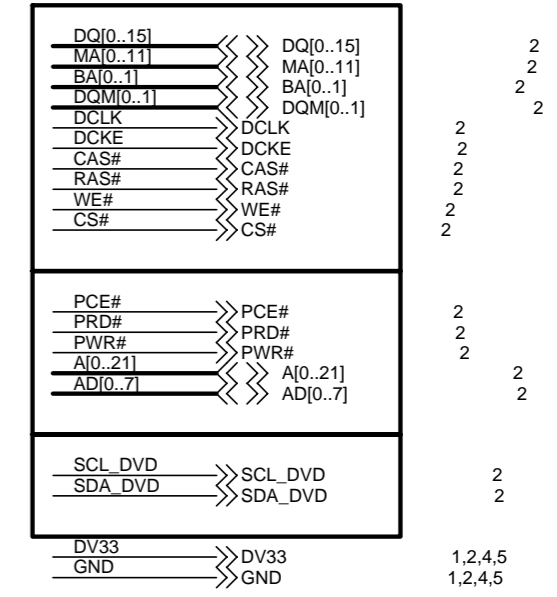 DQ[0..15] DQ[0..15] 2
MA[0..11] MA[0..11] 2
BA[0..1] BA[0..1] 2
DQM[0..1] DQM[0..1] 2
DCLK DCLK 2
DCKE DCKE 2
CAS# CAS# 2
RAS# RAS# 2
WE# WE# 2
CS# CS# 2
PCE# PCE# 2
PRD# PRD# 2
PWR# PWR# 2
A[0..21] A[0..21] 2
AD[0..7] AD[0..7] 2
SCL_DVD SCL_DVD 2
SDA_DVD SDA_DVD 2
DV33 DV33 1,2,4,5
GND GND 1,2,4,5